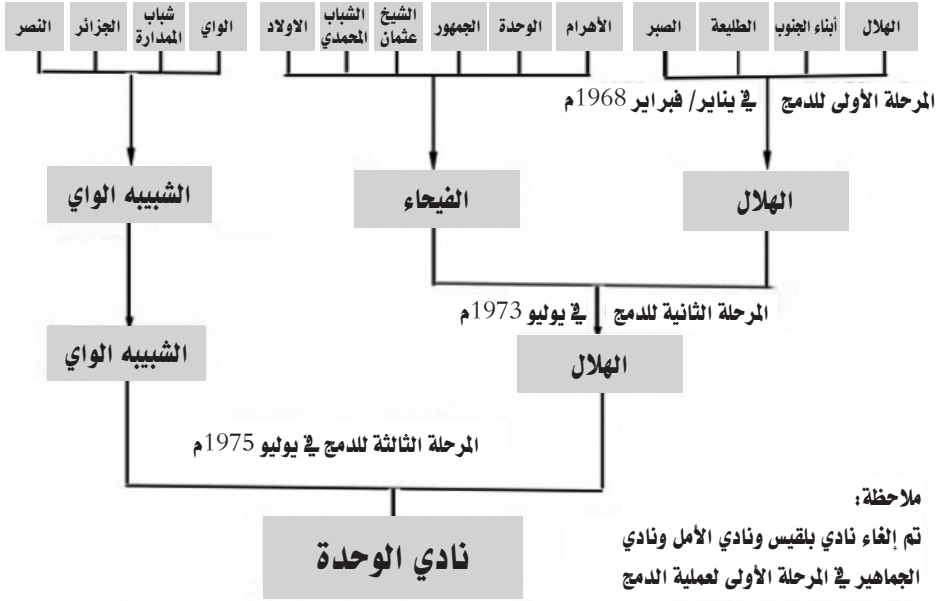 الهلال
أبناء الجنوب
الطليعة
الصبر
الأهرام
الوحدة
الجمهور
الشيخ
عثمان
الشباب
المحمدي
الاولاد
الواي
شباب
الممدارة
الجزائر
النصر
المرحلة الأولى للدمج في يناير/ فبراير 1968م
الهلال
الفيحاء
الشبيبه الواي
المرحلة الثانية للدمج في يوليو 1973م
الهلال
الشبيبه الواي
المرحلة الثالثة للدمج في يوليو 1975م
نادي الوحدة
ملاحظة:
تم إلغاء نادي بلقيس ونادي الأمل ونادي
الجماهير في المرحلة الأولى لعملية الدمج